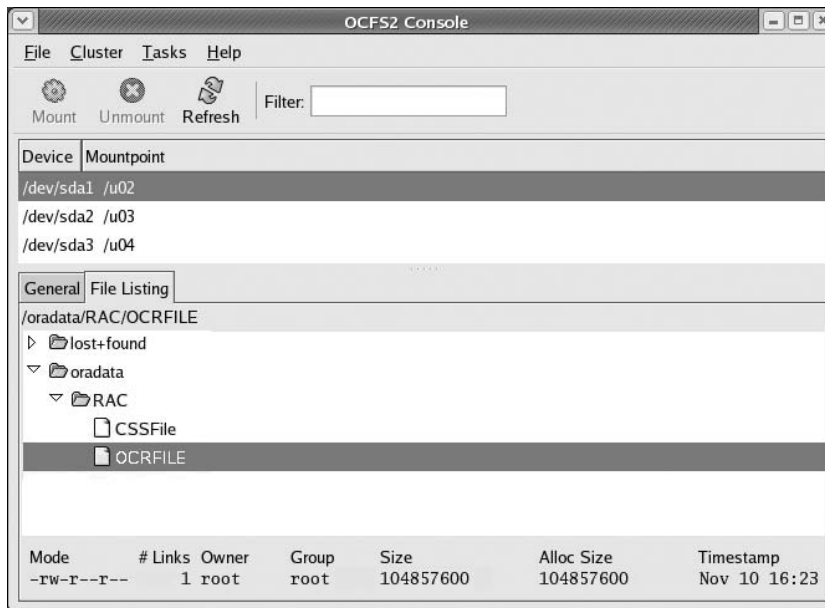 OCFS2 Console
File Cluster Tasks Help
Mount Unmount Refresh Filter:
Device Mountpoint
/dev/sda1 /u02
/dev/sda2 /u03
/dev/sda3 /u04
General File Listing
/oradata/RAC/OCRFILE
lost+found
oradata
RAC
CSSFile
OCRFILE
Mode # Links Owner Group Size Alloc Size Timestamp
-rw-r--r-- 1 root root 104857600 104857600 Nov 10 16:23